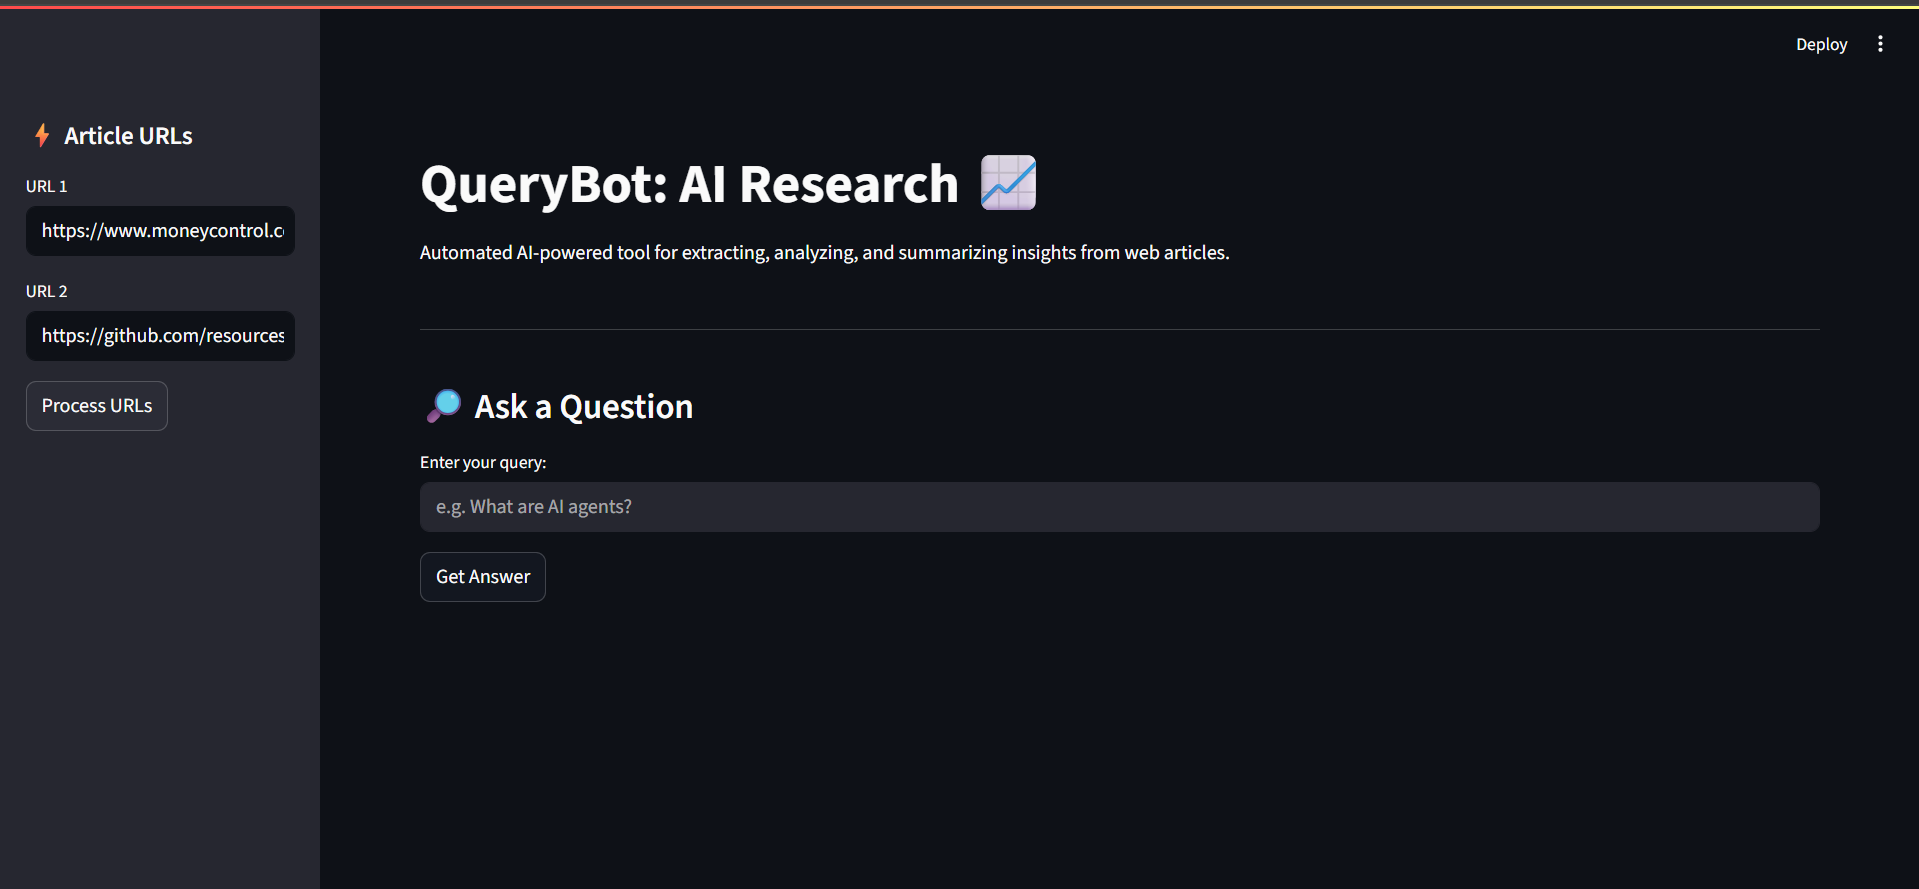 Deploy
⚡ Article URLs
URL 1
https://www.moneycontrol.c
URL 2
https://github.com/resources
Process URLs
QueryBot: AI Research 📈
Automated AI-powered tool for extracting, analyzing, and summarizing insights from web articles.
🔎 Ask a Question
Enter your query:
e.g. What are AI agents?
Get Answer